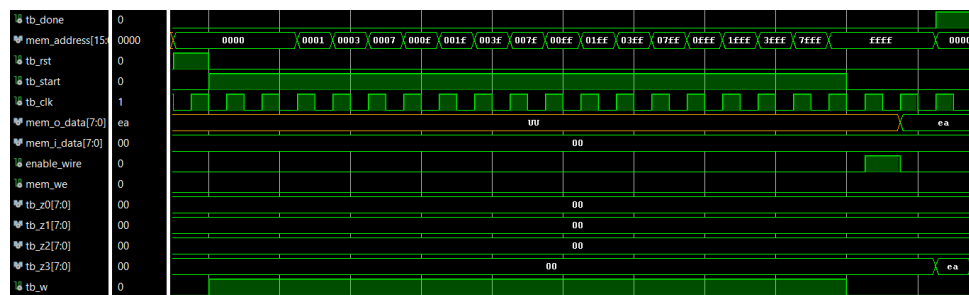 tb_done 0
mem_address[15:0 0000 0000 0001 0003 0007 000f 001f 003f 007f 00ff 01ff 03ff 07ff 0fff 1fff 3fff 7fff ffff 0000
tb_rst 0
tb_start 0
tb_clk 1
mem_o_data[7:0] ea UU ea
mem_i_data[7:0] 00 00
enable_wire 0
mem_we 0
tb_z0[7:0] 00 00
tb_z1[7:0] 00 00
tb_z2[7:0] 00 00
tb_z3[7:0] 00 00 ea
tb_w 0